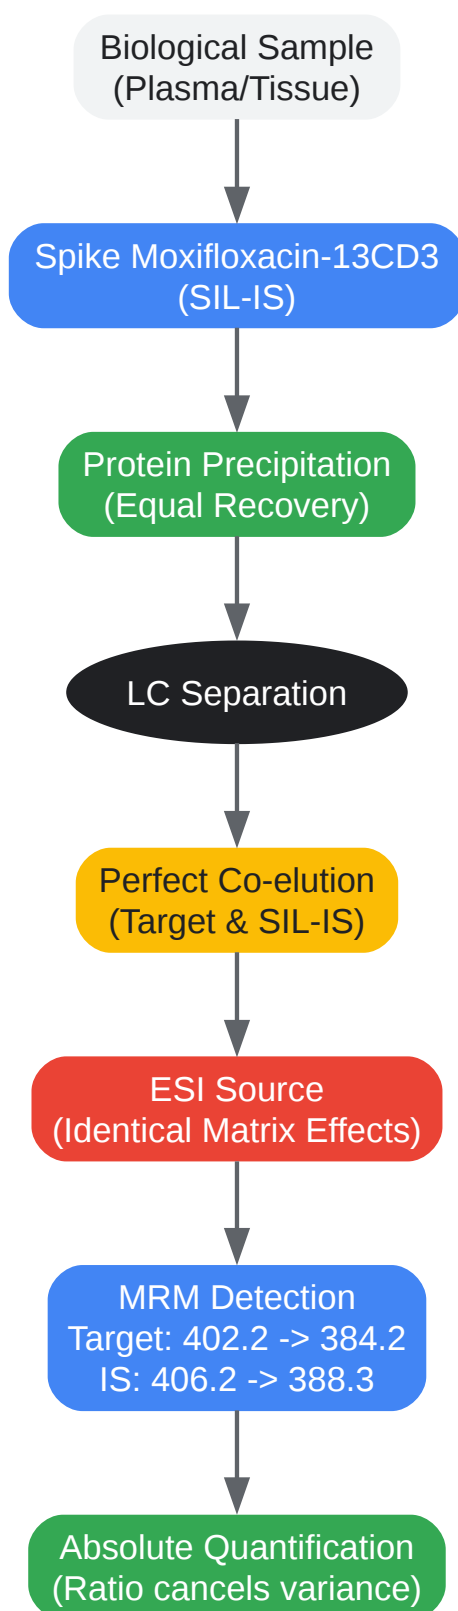 Biological Sample
(Plasma/Tissue)
Spike Moxifloxacin-13CD3
(SIL-IS)
Protein Precipitation
(Equal Recovery)
LC Separation
Perfect Co-elution
(Target & SIL-IS)
ESI Source
(Identical Matrix Effects)
MRM Detection
Target: 402.2 -> 384.2
IS: 406.2 -> 388.3
Absolute Quantification
(Ratio cancels variance)